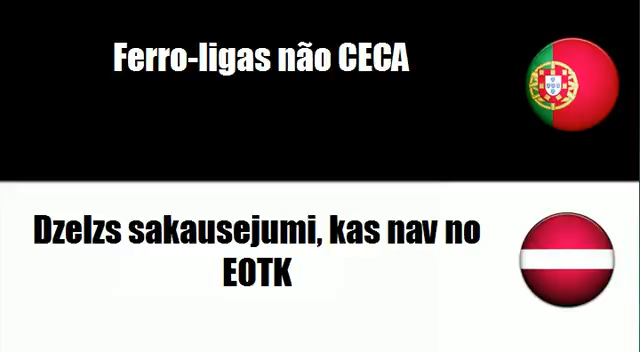 Ferro-ligas não CECA
Dzelzs sakausejumi, kas nav no
EOTK